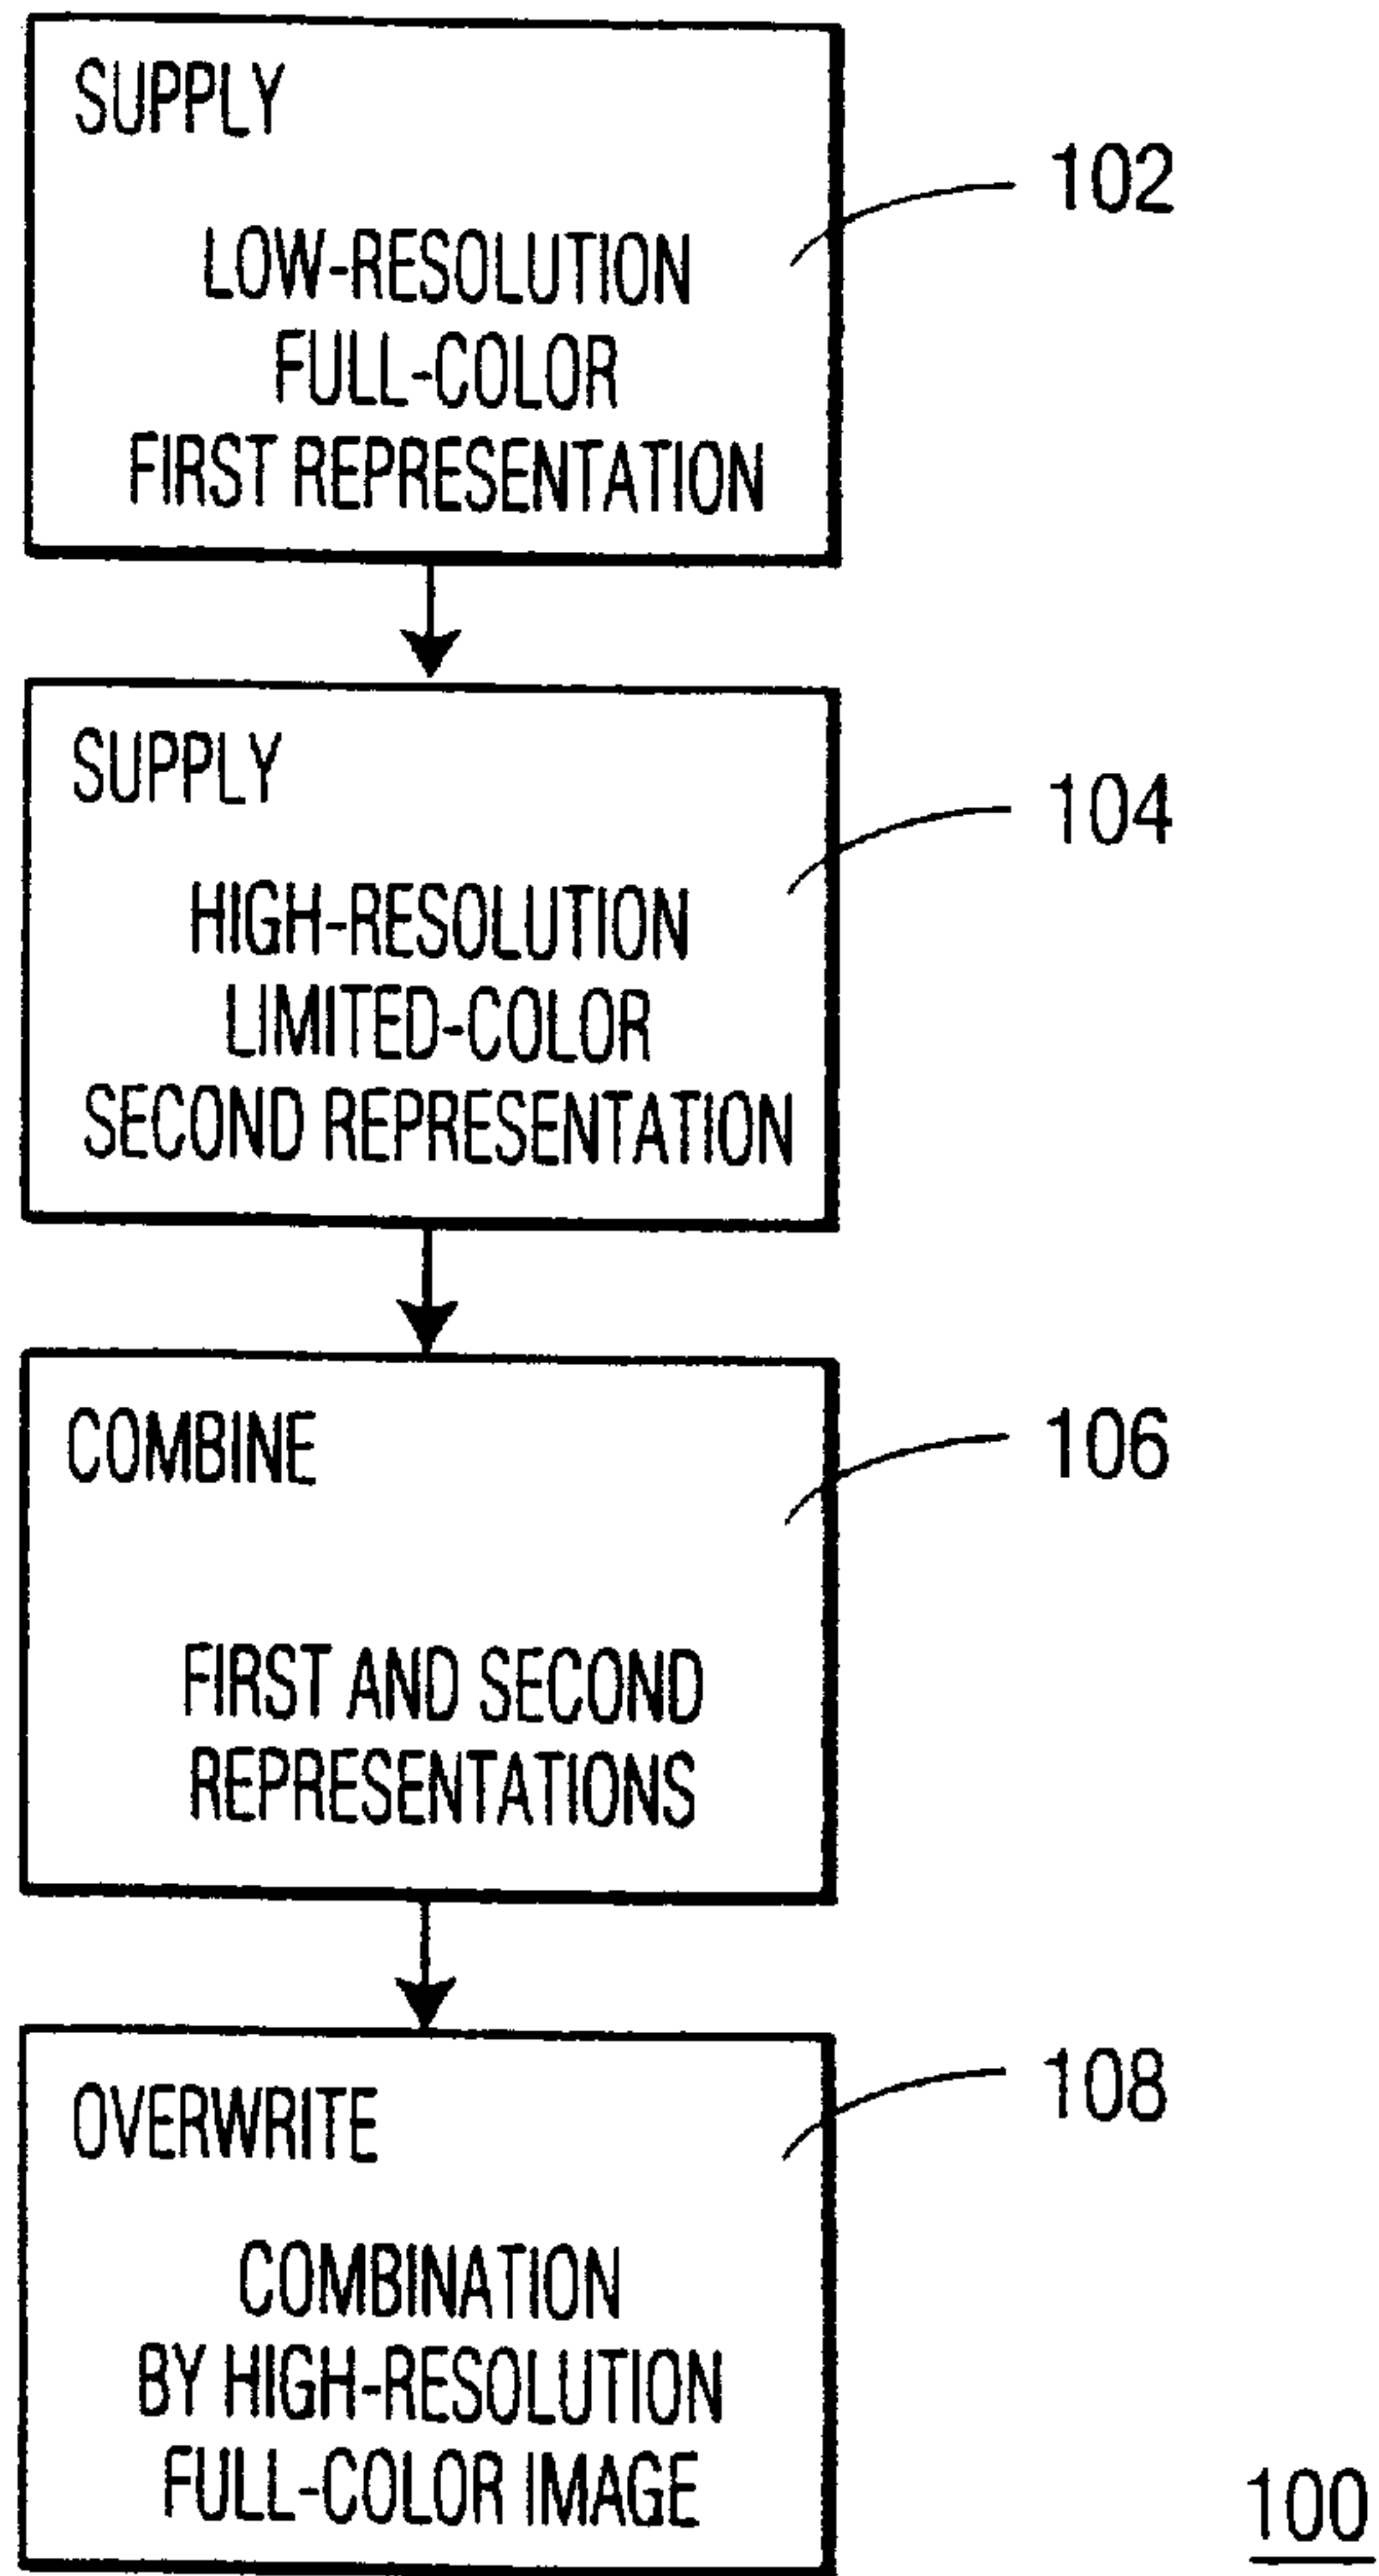 SUPPLY
102
LOW-RESOLUTION
FULL-COLOR
FIRST REPRESENTATION
SUPPLY
104
HIGH-RESOLUTION
LIMITED-COLOR
SECOND REPRESENTATION
COMBINE
106
FIRST AND SECOND
REPRESENTATIONS
OVERWRITE
108
COMBINATION
BY HIGH-RESOLUTION
FULL-COLOR IMAGE
100